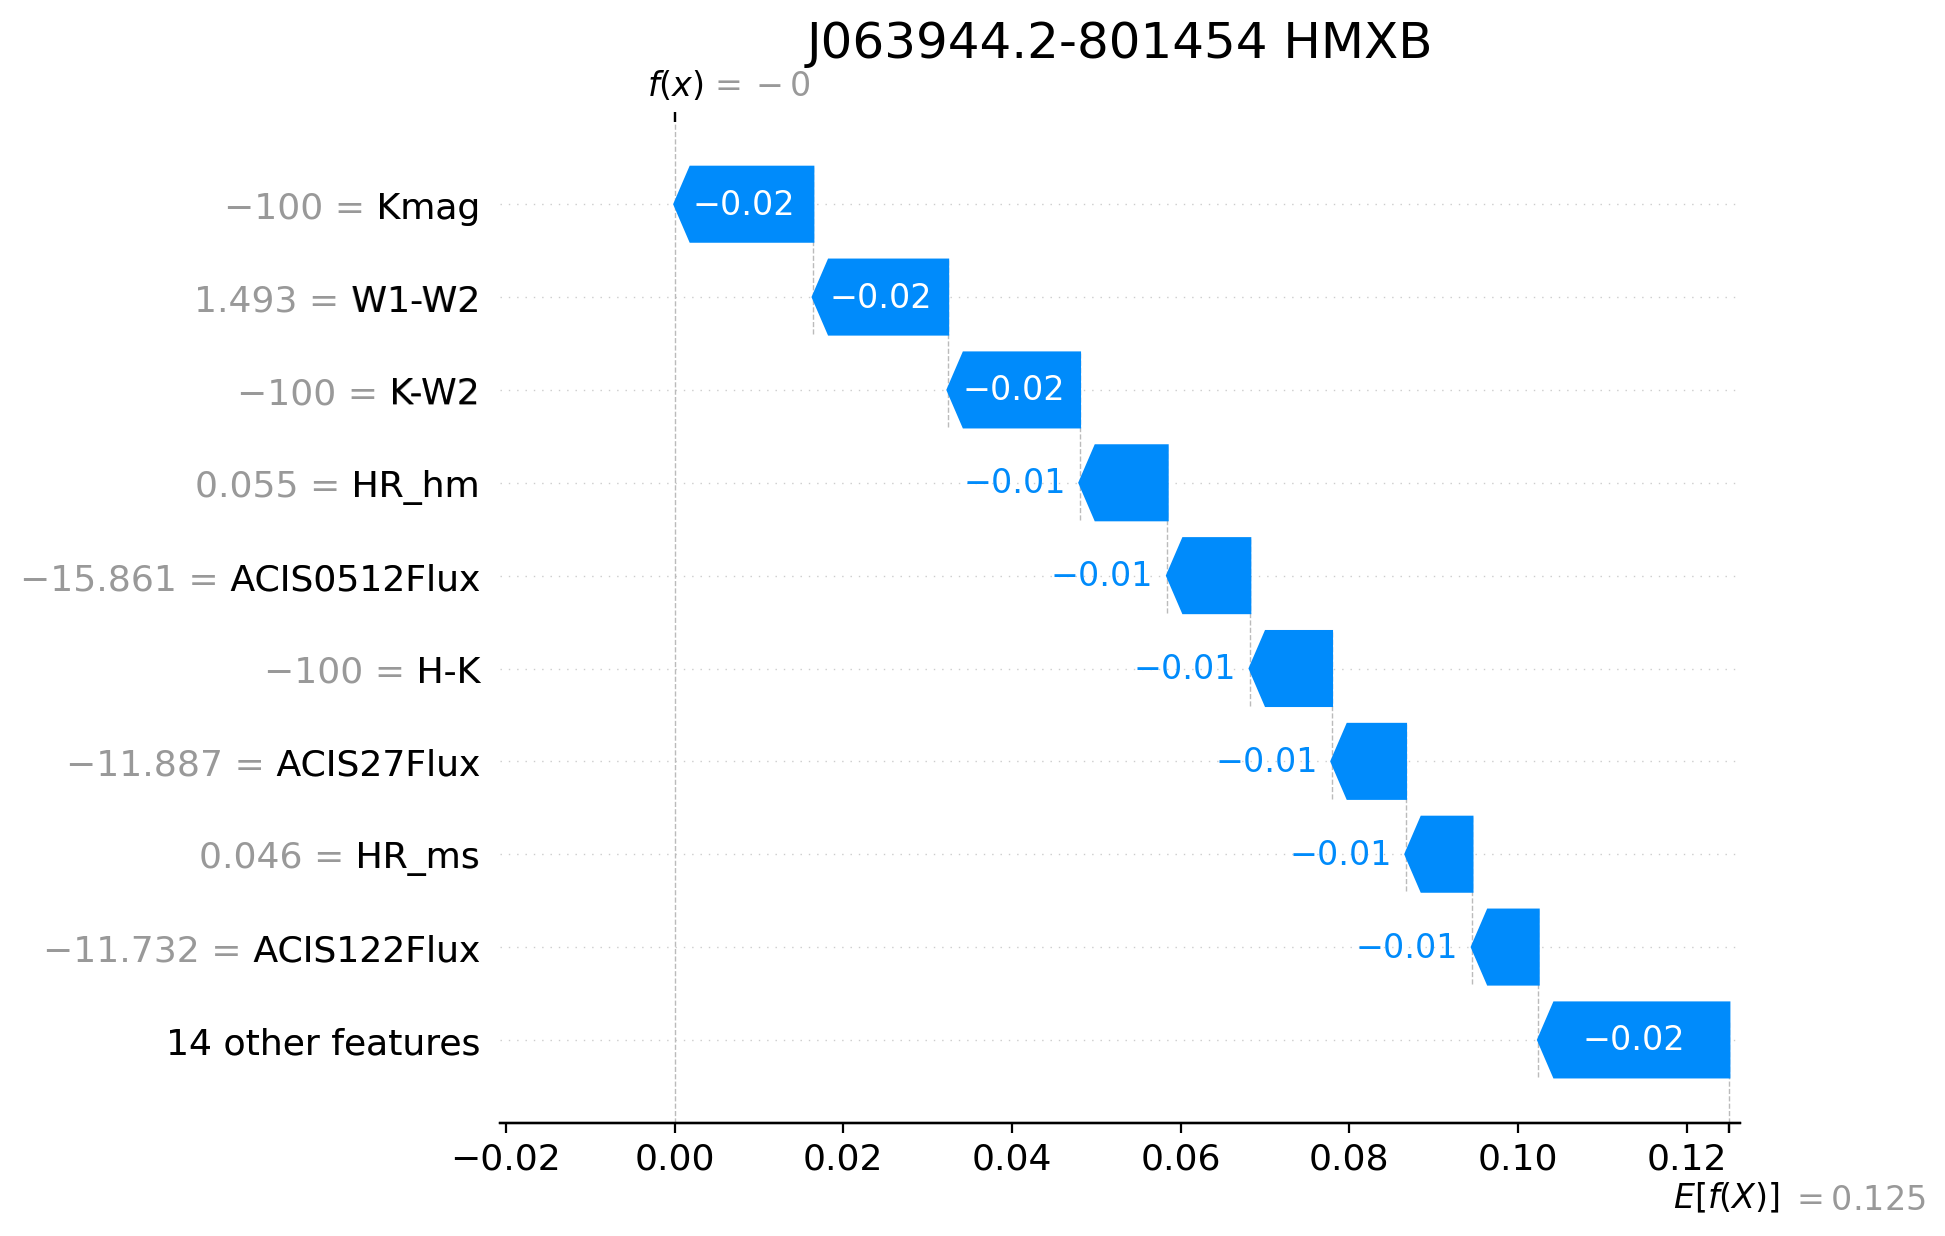 J063944.2-801454 HMXB
f(x) = −0
−100 = Kmag
−0.02
1.493 = W1-W2
−0.02
−100 = K-W2
−0.02
0.055 = HR_hm
−0.01
−15.861 = ACIS0512Flux
−0.01
−100 = H-K
−0.01
−11.887 = ACIS27Flux
−0.01
0.046 = HR_ms
−0.01
−11.732 = ACIS122Flux
−0.01
14 other features
−0.02
−0.02 0.00 0.02 0.04 0.06 0.08 0.10 0.12
E[f(X)] = 0.125